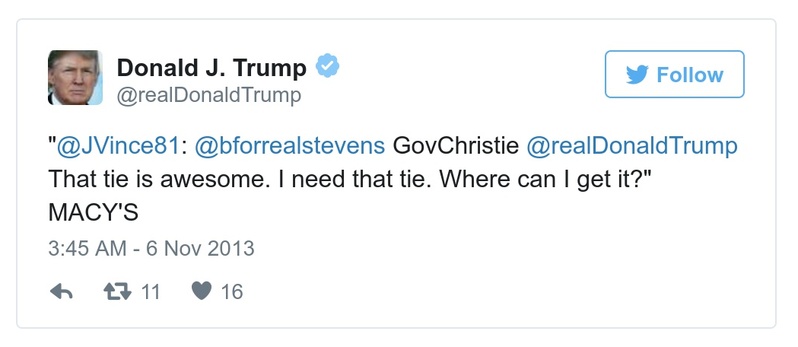 Donald J. Trump
@realDonaldTrump
Follow
"@JVince81: @bforrealstevens GovChristie @realDonaldTrump
That tie is awesome. I need that tie. Where can I get it?"
MACY'S
3:45 AM - 6 Nov 2013
11 16